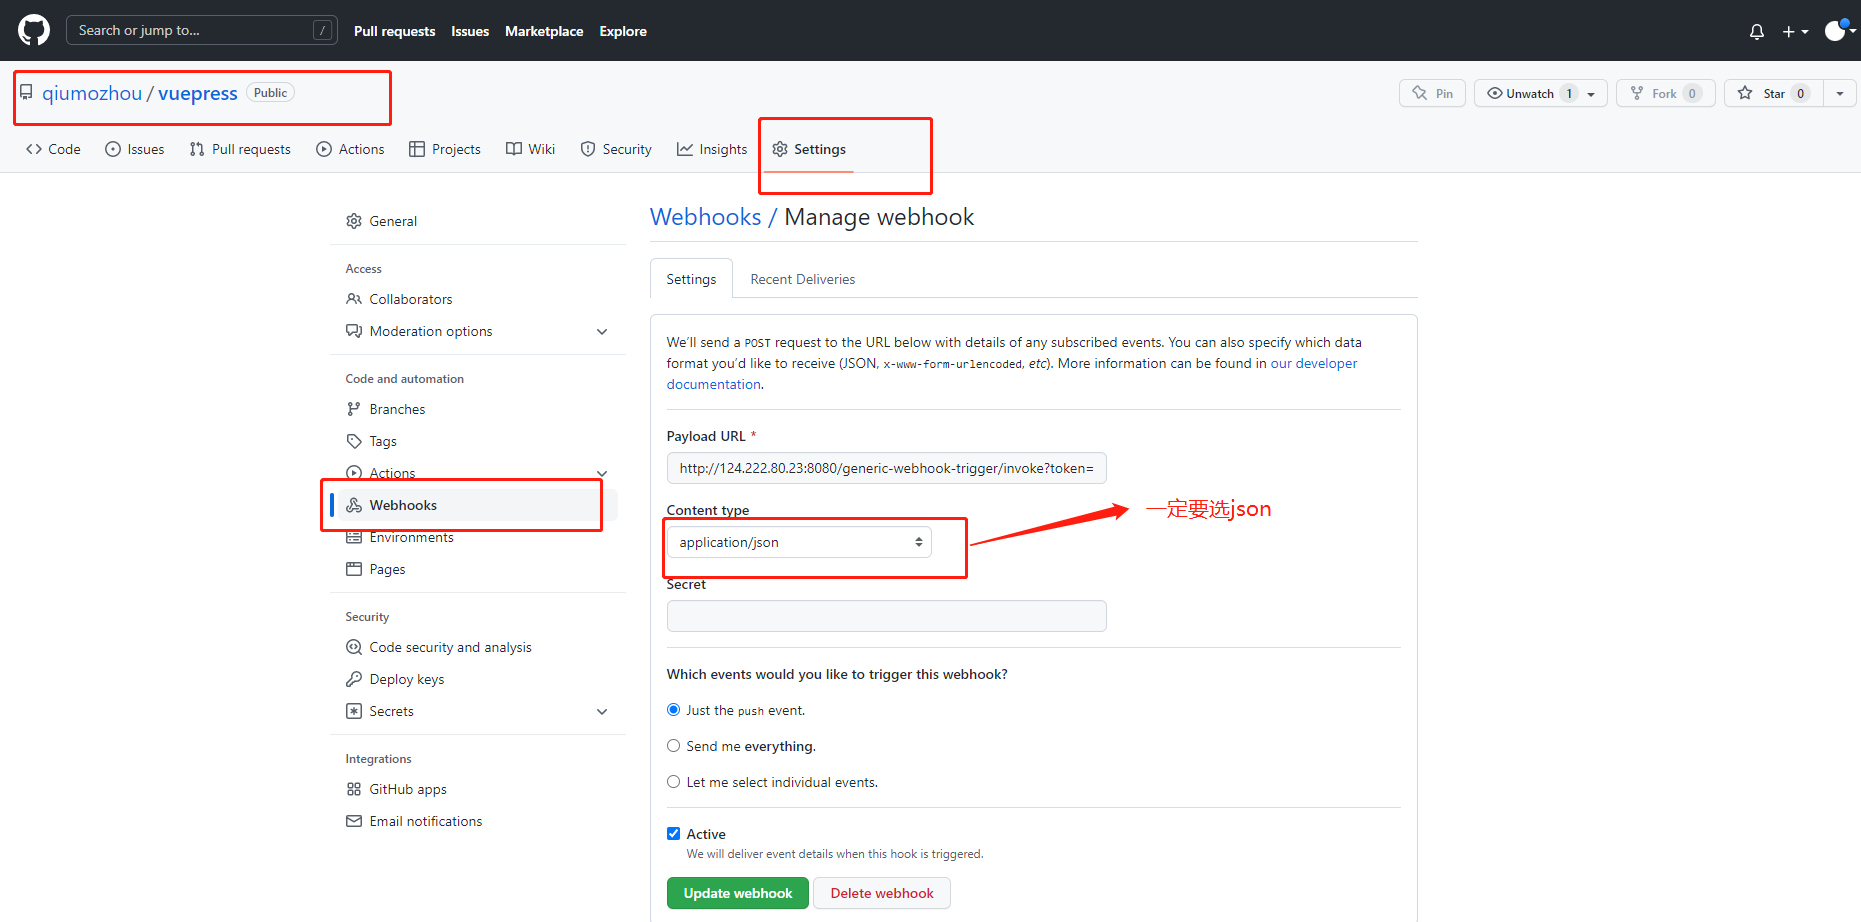 Search or jump to... /
Pull requests Issues Marketplace Explore
qiumozhou / vuepress Public
Pin Unwatch 1 Fork 0 Star 0
Code Issues Pull requests Actions Projects Wiki Security Insights Settings
General
Access
Collaborators
Moderation options
Code and automation
Branches
Tags
Actions
Webhooks
Environments
Pages
Security
Code security and analysis
Deploy keys
Secrets
Integrations
GitHub apps
Email notifications
Webhooks / Manage webhook
Settings Recent Deliveries
We'll send a POST request to the URL below with details of any subscribed events. You can also specify which data
format you'd like to receive (JSON, x-www-form-urlencoded, etc). More information can be found in our developer
documentation.
Payload URL *
http://124.222.80.23:8080/generic-webhook-trigger/invoke?token=
Content type
一定要选json
application/json
Secret
Which events would you like to trigger this webhook?
Just the push event.
Send me everything.
Let me select individual events.
Active
We will deliver event details when this hook is triggered.
Update webhook Delete webhook